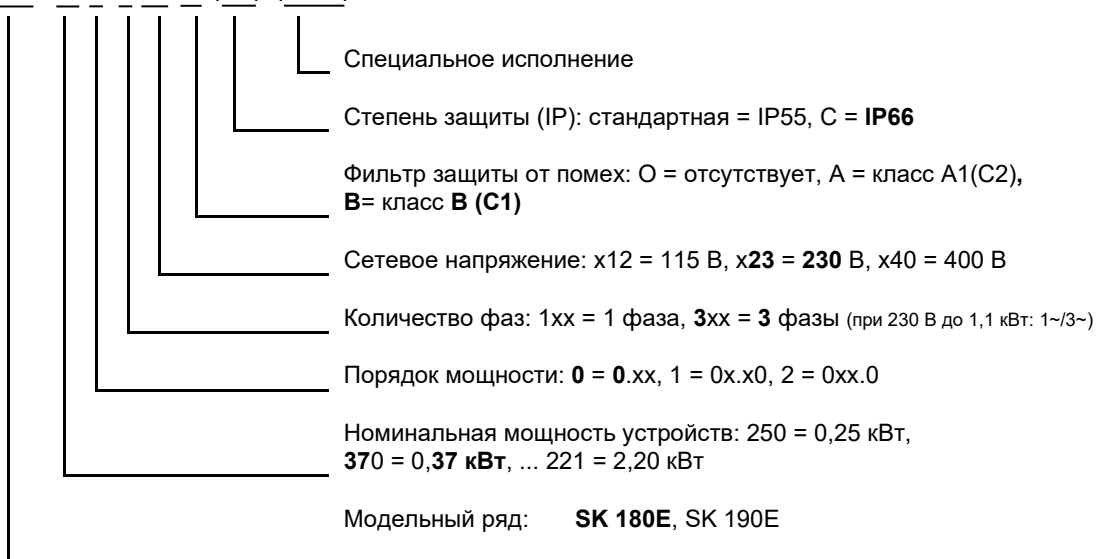 Специальное исполнение
Степень защиты (IP): стандартная = IP55, C = IP66
Фильтр защиты от помех: O = отсутствует, A = класс A1(C2),
B= класс B (C1)
Сетевое напряжение: x12 = 115 В, x23 = 230 В, x40 = 400 В
Количество фаз: 1xx = 1 фаза, 3xx = 3 фазы (при 230 В до 1,1 кВт: 1~/3~)
Порядок мощности: 0 = 0.xx, 1 = 0x.x0, 2 = 0xx.0
Номинальная мощность устройств: 250 = 0,25 кВт,
370 = 0,37 кВт, ... 221 = 2,20 кВт
Модельный ряд: SK 180E, SK 190E